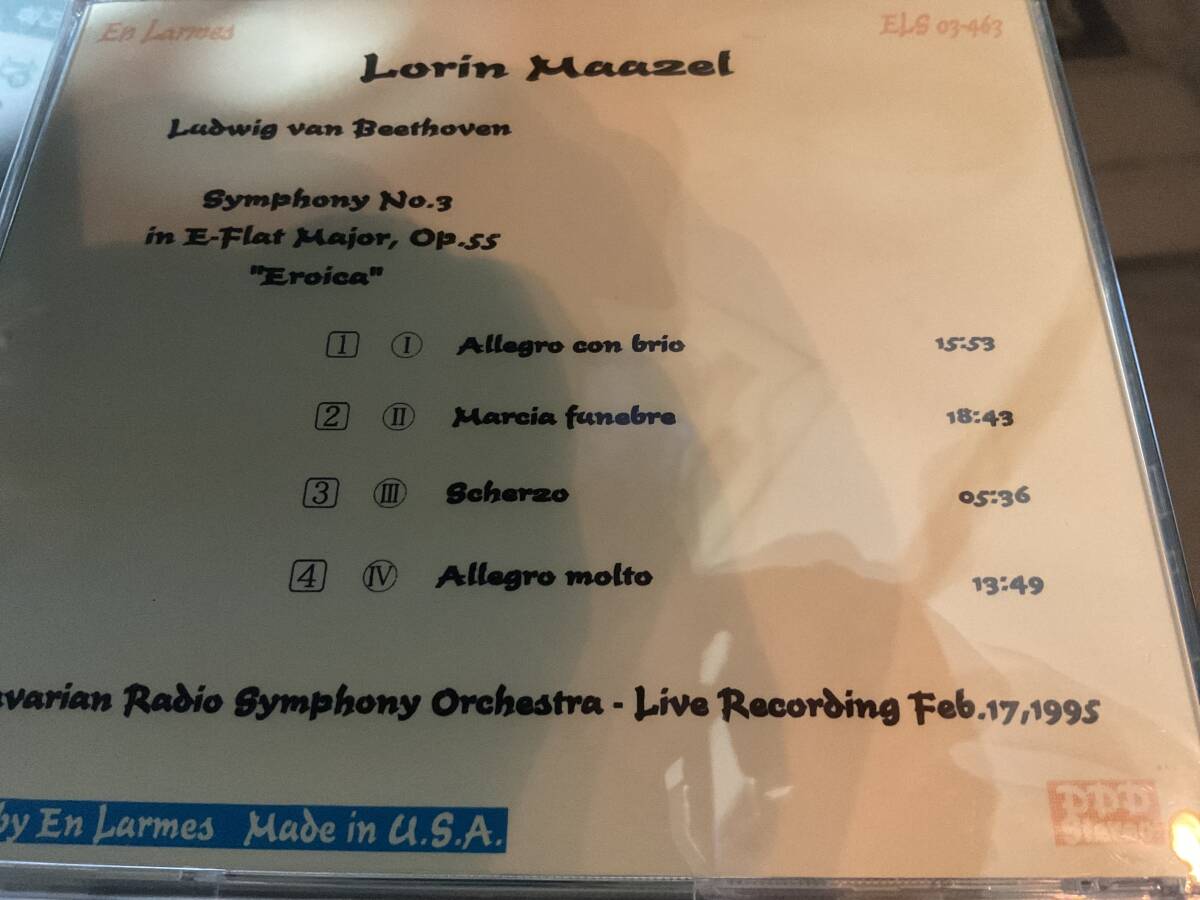 En Larmes ELS 03-463
Lorin Maazel
Ludwig van Beethoven
Symphony No.3
in E-Flat Major, Op.55
"Eroica"
1 Ⅰ Allegro con brio 15:53
2 Ⅱ Marcia funebre 18:43
3 Ⅲ Scherzo 05:36
4 Ⅳ Allegro molto 13:49
varian Radio Symphony Orchestra - Live Recording Feb.17,1995
by En Larmes Made in U.S.A.
DDD
Stereo